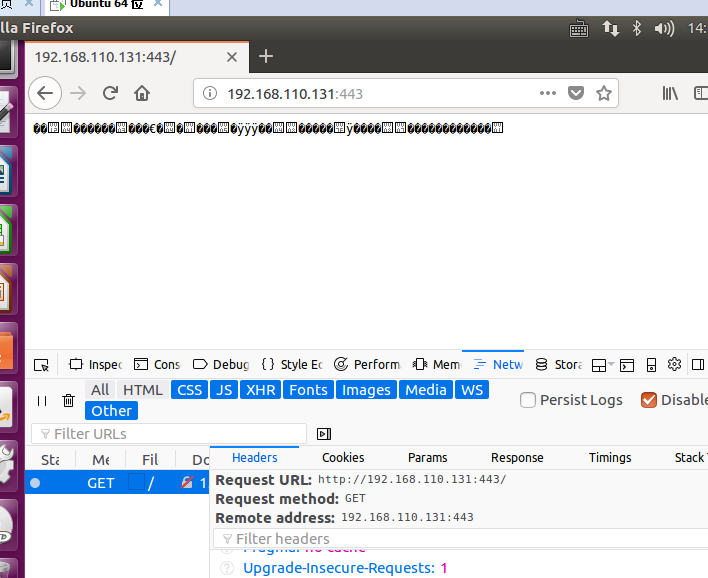 页 Ubuntu 64 位
lla Firefox 14:
192.168.110.131:443/
192.168.110.131:443
Inspec Cons Debug { } Style Ec Perform Mem Netw Stora
All HTML CSS JS XHR Fonts Images Media WS
Other
Persist Logs Disable
Filter URLs
Sta Me Fil Do Headers Cookies Params Response Timings Stack T
GET / 1
Request URL: http://192.168.110.131:443/
Request method: GET
Remote address: 192.168.110.131:443
Filter headers
Pragma: no-cache
Upgrade-Insecure-Requests: 1